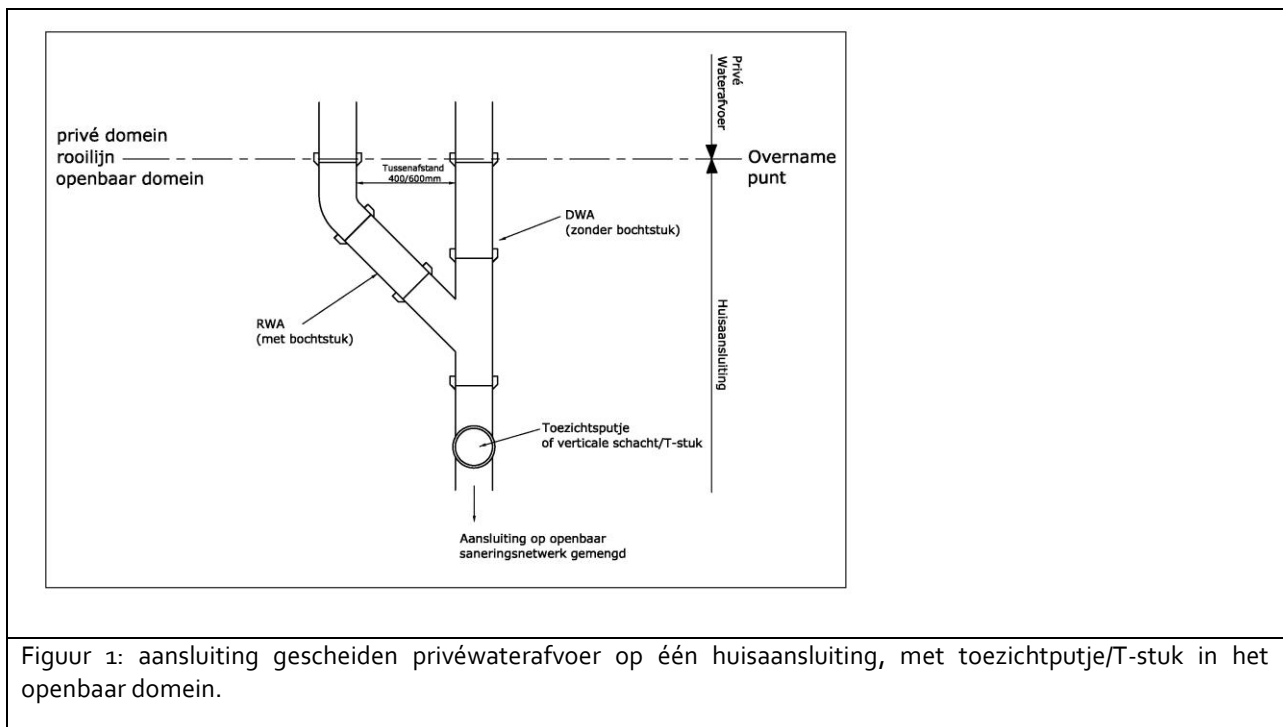 Privé
Waterafvoer
privé domein
rooilijn
openbaar domein
Overname
punt
Tussenafstand
400/600mm
DWA
(zonder bochtstuk)
RWA
(met bochtstuk)
Huisaansluiting
Toezichtsputje
of verticale schacht/T-stuk
Aansluiting op openbaar
saneringsnetwerk gemengd
Figuur 1: aansluiting gescheiden privéwaterafvoer op één huisaansluiting, met toezichtputje/T-stuk in het
openbaar domein.